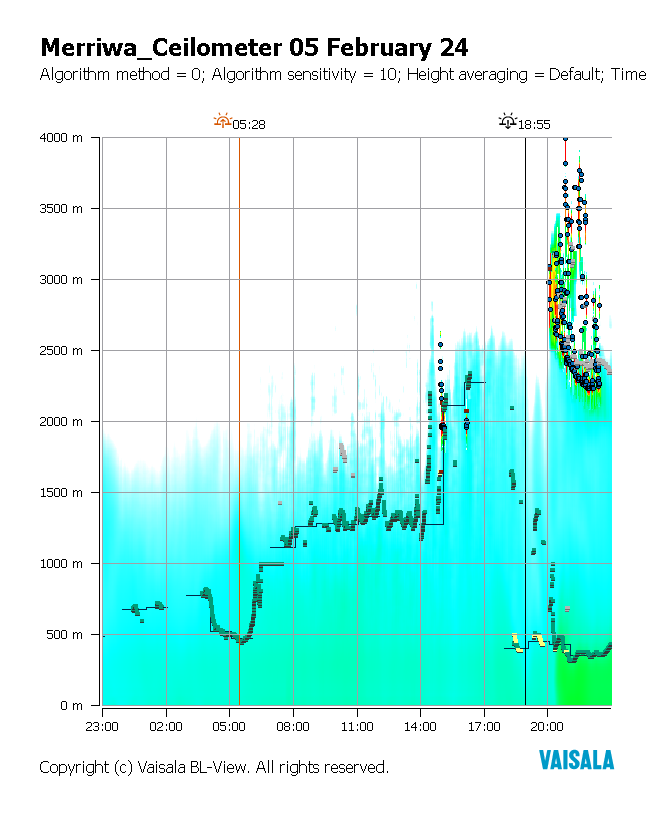 Merriwa_Ceilometer 05 February 24
Algorithm method = 0; Algorithm sensitivity = 10; Height averaging = Default; Time
05:28 18:55
4000 m
3500 m
3000 m
2500 m
2000 m
1500 m
1000 m
500 m
0 m
23:00 02:00 05:00 08:00 11:00 14:00 17:00 20:00
Copyright (c) Vaisala BL-View. All rights reserved.
VAISALA